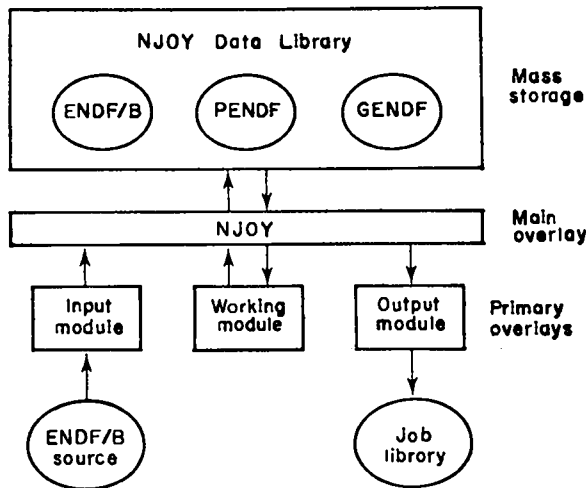 NJOY Data Library
ENDF/B PENDF GENDF
Mass
storage
NJOY
Main
overlay
Input
module
Working
module
Output
module
Primary
overlays
ENDF/B
source
Job
library